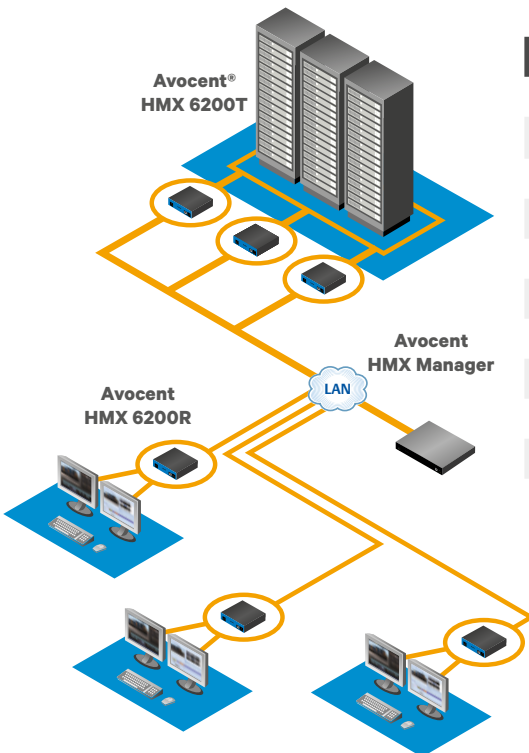 Avocent®
HMX 6200T
Avocent
HMX Manager
LAN
Avocent
HMX 6200R